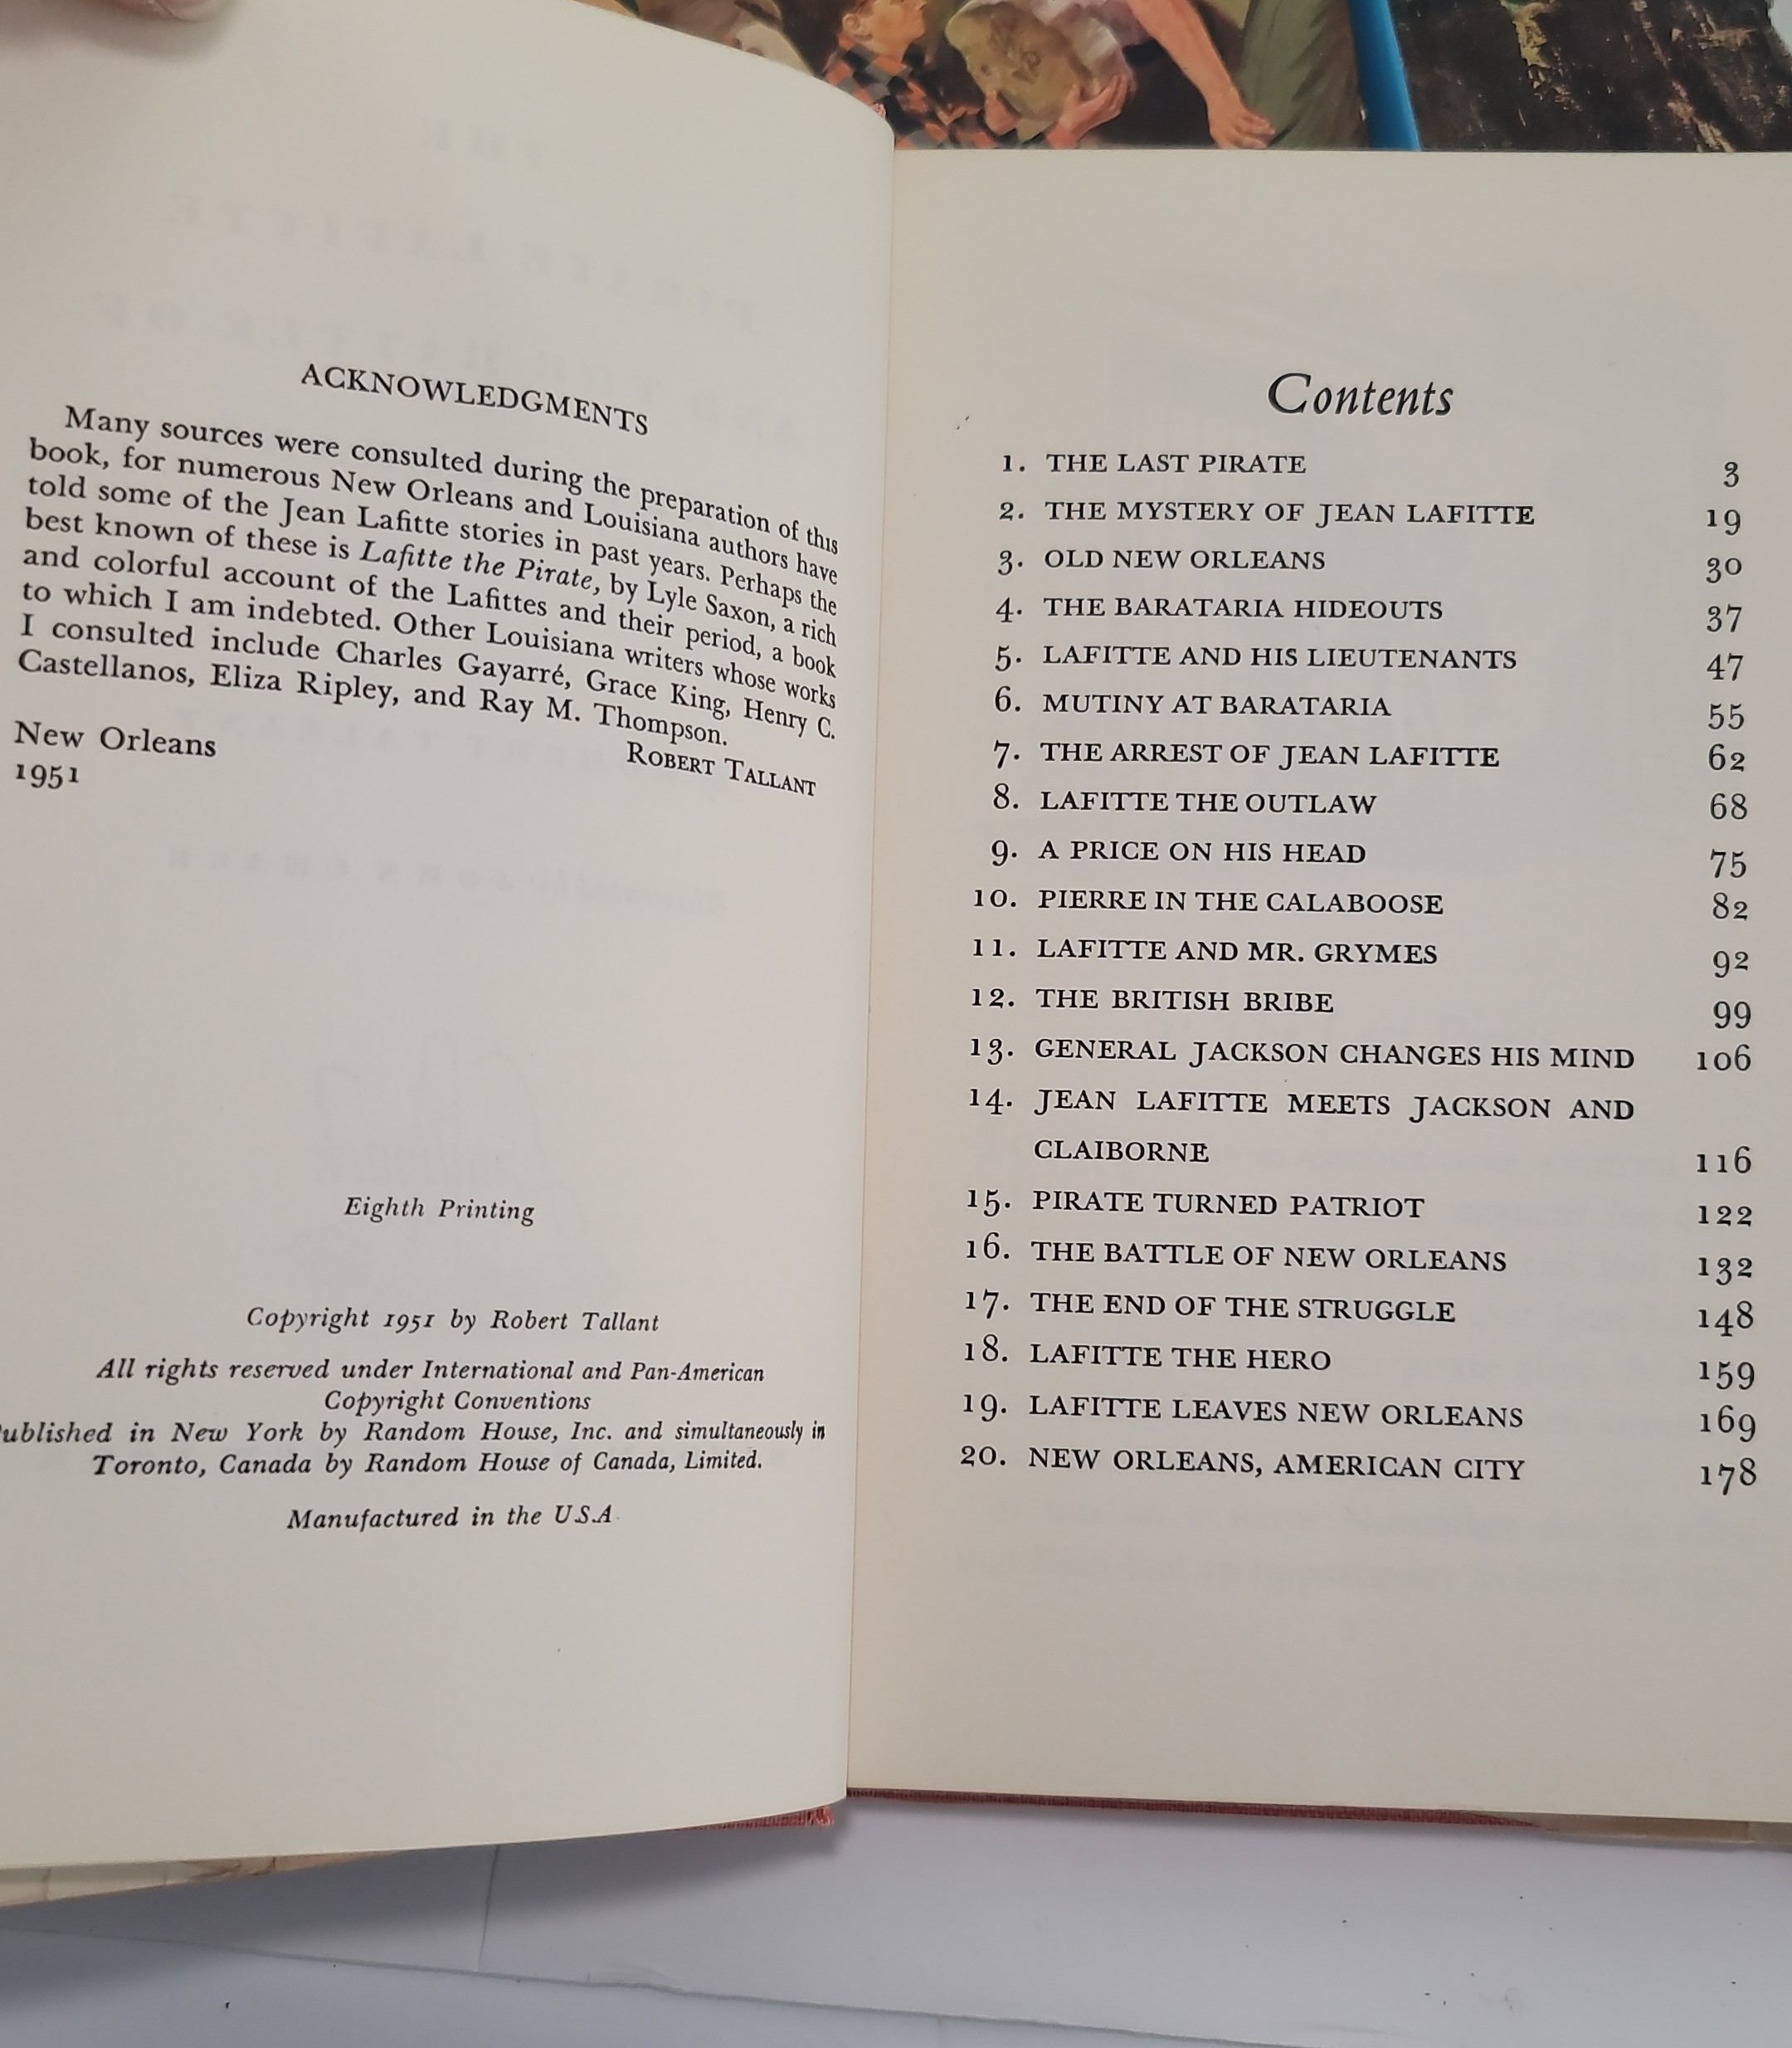 ACKNOWLEDGMENTS
Many sources were consulted during the preparation of this
book, for numerous New Orleans and Louisiana authors have
told some of the Jean Lafitte stories in past years. Perhaps the
best known of these is Lafitte the Pirate, by Lyle Saxon, a rich
and colorful account of the Lafittes and their period, a book
to which I am indebted. Other Louisiana writers whose works
I consulted include Charles Gayarré, Grace King, Henry C.
Castellanos, Eliza Ripley, and Ray M. Thompson.
ROBERT TALLANT
New Orleans
1951
Eighth Printing
Copyright 1951 by Robert Tallant
All rights reserved under International and Pan-American
Copyright Conventions
ublished in New York by Random House, Inc. and simultaneously in
Toronto, Canada by Random House of Canada, Limited.
Manufactured in the U.S.A.
Contents
1. THE LAST PIRATE 3
2. THE MYSTERY OF JEAN LAFITTE 19
3. OLD NEW ORLEANS 30
4. THE BARATARIA HIDEOUTS 37
5. LAFITTE AND HIS LIEUTENANTS 47
6. MUTINY AT BARATARIA 55
7. THE ARREST OF JEAN LAFITTE 62
8. LAFITTE THE OUTLAW 68
9. A PRICE ON HIS HEAD 75
10. PIERRE IN THE CALABOOSE 82
11. LAFITTE AND MR. GRYMES 92
12. THE BRITISH BRIBE 99
13. GENERAL JACKSON CHANGES HIS MIND 106
14. JEAN LAFITTE MEETS JACKSON AND
CLAIBORNE 116
15. PIRATE TURNED PATRIOT 122
16. THE BATTLE OF NEW ORLEANS 132
17. THE END OF THE STRUGGLE 148
18. LAFITTE THE HERO 159
19. LAFITTE LEAVES NEW ORLEANS 169
20. NEW ORLEANS, AMERICAN CITY 178